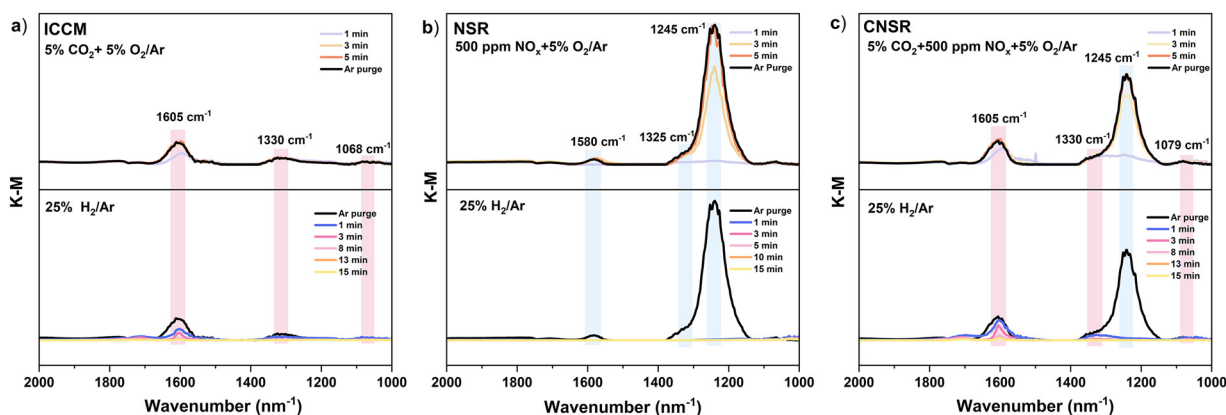 a)
ICCM
5% CO2+ 5% O2/Ar
1 min
3 min
5 min
Ar purge
1605 cm-1
1330 cm-1
1068 cm-1
K-M
25% H2/Ar
Ar purge
1 min
3 min
8 min
13 min
15 min
2000 1800 1600 1400 1200 1000
Wavenumber (nm-1)
b)
NSR
500 ppm NOx+5% O2/Ar
1245 cm-1
1 min
3 min
5 min
Ar Purge
1580 cm-1
1325 cm-1
K-M
25% H2/Ar
Ar purge
1 min
3 min
5 min
10 min
15 min
2000 1800 1600 1400 1200 1000
Wavenumber (nm-1)
c)
CNSR
5% CO2+500 ppm NOx+5% O2/Ar
1245 cm-1
1 min
3 min
5 min
Ar purge
1605 cm-1
1330 cm-1
1079 cm-1
K-M
25% H2/Ar
Ar purge
1 min
3 min
8 min
13 min
15 min
2000 1800 1600 1400 1200 1000
Wavenumber (nm-1)